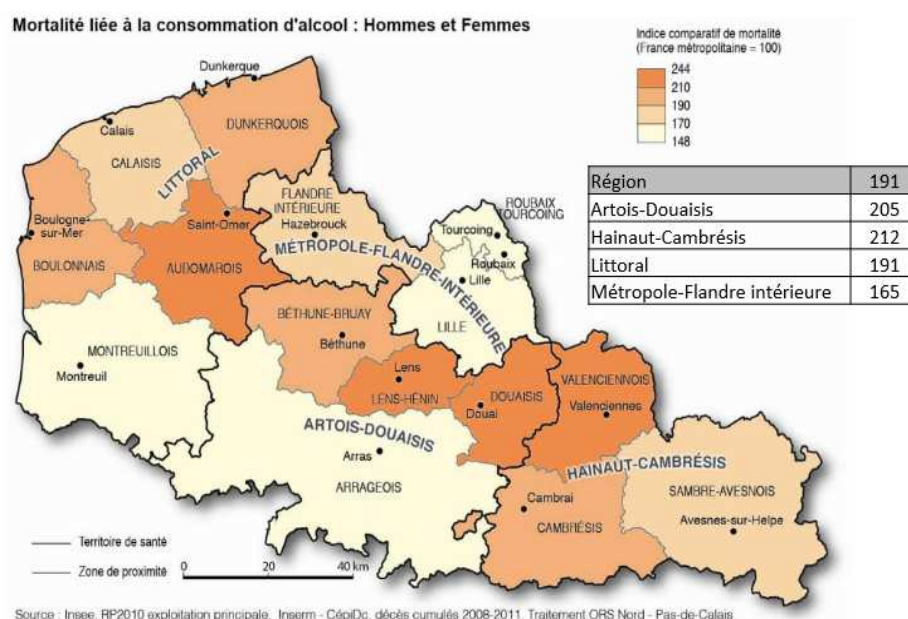 Mortalité liée à la consommation d'alcool : Hommes et Femmes
Indice comparatif de mortalité
(France métropolitaine = 100)
244
210
190
170
148
Dunkerque
DUNKERQUOIS
Calais
CALAISIS
LITTORAL
Boulogne-
sur-Mer
BOULONNAIS
Saint-Omer
AUDOMAROIS
FLANDRE
INTÉRIEURE
Hazebrouck
MÉTROPOLE-FLANDRE-INTÉRIEURE
ROUBAIX
TOURCOING
Tourcoing
Roubaix
Lille
LILLE
Région 191
Artois-Douaisis 205
Hainaut-Cambrésis 212
Littoral 191
Métropole-Flandre intérieure 165
MONTREUILLOIS
Montreuil
BÉTHUNE-BRUAY
Béthune
Lens
LENS-HÉNIN
DOUAISIS
Douai
VALENCIENNOIS
Valenciennes
ARTOIS-DOUAISIS
Arras
ARRAGEOIS
HAINAUT-CAMBRÉSIS
Cambrai
CAMBRÉSIS
SAMBRE-AVESNOIS
Avesnes-sur-Helpe
Territoire de santé
Zone de proximité
0 20 40 km
Source : Insee, RP2010 exploitation principale, Inserm - CépiDc, décès cumulés 2008-2011. Traitement ORS Nord - Pas-de-Calais